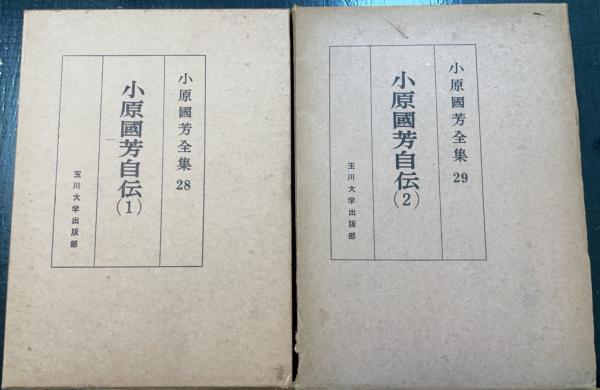 小原國芳全集 28
小原國芳自伝(1)
玉川大学出版部
小原國芳全集 29
小原國芳自伝(2)
玉川大学出版部